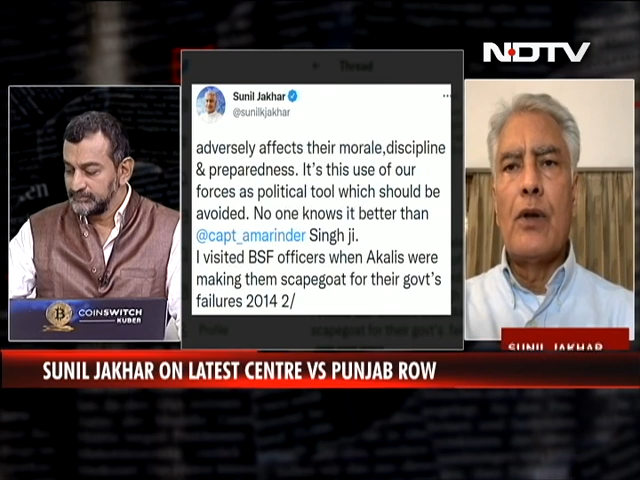 NDTV
Thread
Sunil Jakhar
@sunilkjakhar
adversely affects their morale,discipline
& preparedness. It's this use of our
forces as political tool which should be
avoided. No one knows it better than
@capt_amarinder Singh ji.
I visited BSF officers when Akalis were
making them scapegoat for their govt's
failures 2014 2/
COINSWITCH
KUBER
SUNIL JAKHAR
SUNIL JAKHAR ON LATEST CENTRE VS PUNJAB ROW